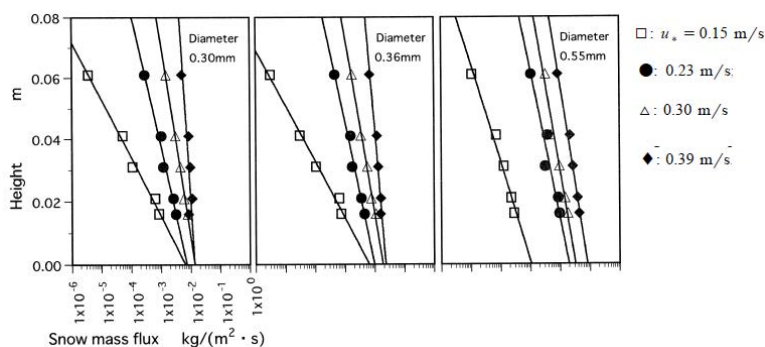 0.08
0.06
0.04
0.02
0.00
Height m
Diameter
0.30mm
Diameter
0.36mm
Diameter
0.55mm
□: u* = 0.15 m/s
●: 0.23 m/s:
△: 0.30 m/s
◆: 0.39 m/s
1x10⁻⁶
1x10⁻⁵
1x10⁻⁴
1x10⁻³
1x10⁻²
1x10⁻¹
1x10⁰
Snow mass flux kg/(m² · s)